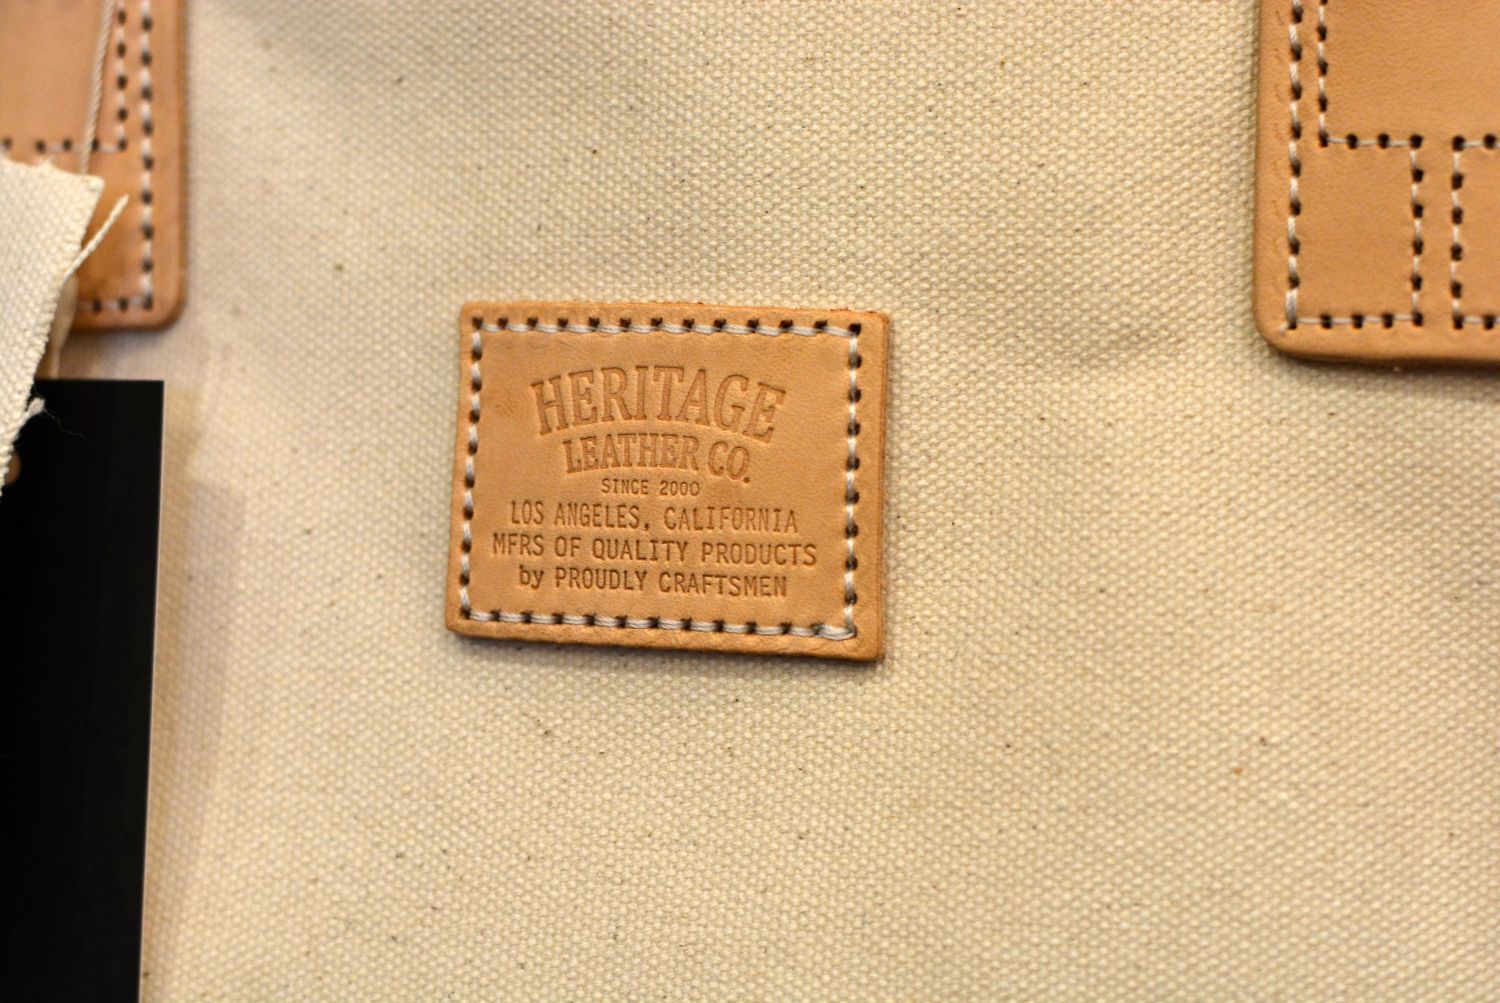 HERITAGE
LEATHER CO.
SINCE 2000
LOS ANGELES, CALIFORNIA
MFRS OF QUALITY PRODUCTS
by PROUDLY CRAFTSMEN